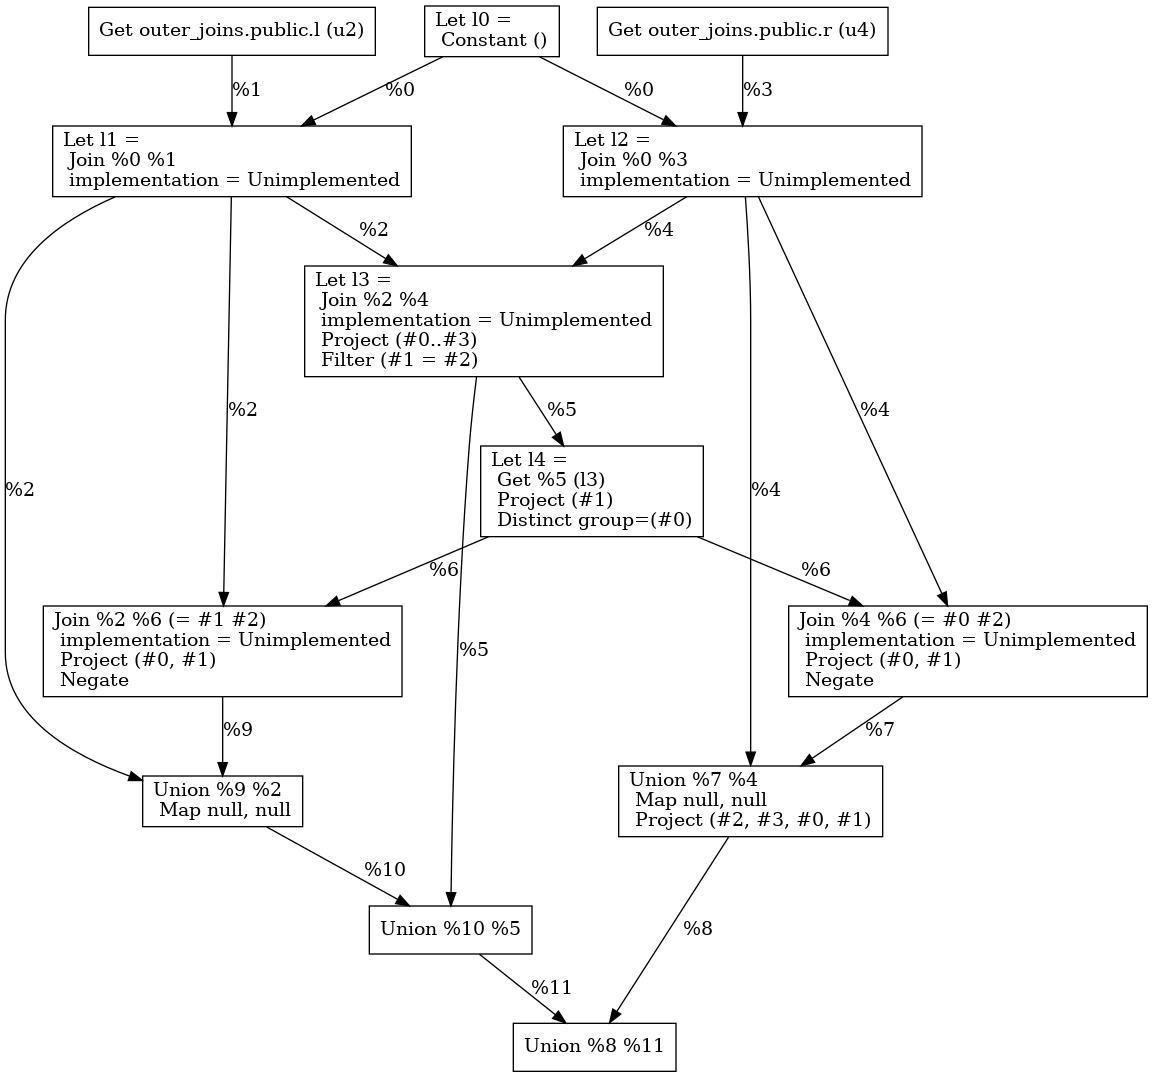 Get outer_joins.public.l (u2)
Let l0 =
Constant ()
Get outer_joins.public.r (u4)
%1
%0
%0
%3
Let l1 =
Join %0 %1
implementation = Unimplemented
Let l2 =
Join %0 %3
implementation = Unimplemented
%2
%4
Let l3 =
Join %2 %4
implementation = Unimplemented
Project (#0..#3)
Filter (#1 = #2)
%2
%5
%4
Let l4 =
Get %5 (l3)
Project (#1)
Distinct group=(#0)
%2
%4
%6
%6
Join %2 %6 (= #1 #2)
implementation = Unimplemented
Project (#0, #1)
Negate
%5
Join %4 %6 (= #0 #2)
implementation = Unimplemented
Project (#0, #1)
Negate
%9
%7
Union %9 %2
Map null, null
Union %7 %4
Map null, null
Project (#2, #3, #0, #1)
%10
Union %10 %5
%8
%11
Union %8 %11